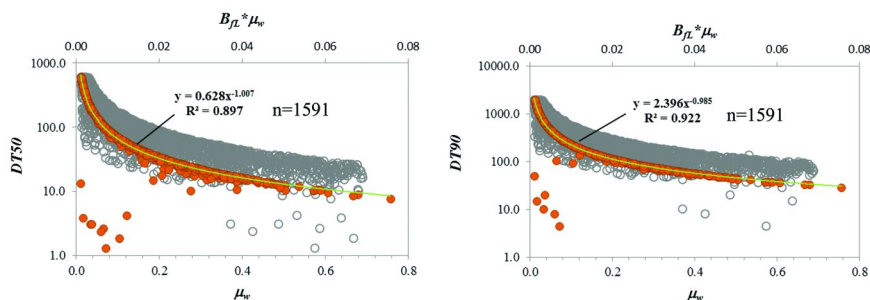 B_fL*μ_w
0.00 0.02 0.04 0.06 0.08
1000.0
100.0
10.0
1.0
DT50
y = 0.628x^-1.007
R² = 0.897
n=1591
0.0 0.2 0.4 0.6 0.8
μ_w
B_fL*μ_w
0.00 0.02 0.04 0.06 0.08
10000.0
1000.0
100.0
10.0
1.0
DT90
y = 2.396x^-0.985
R² = 0.922
n=1591
0.0 0.2 0.4 0.6 0.8
μ_w